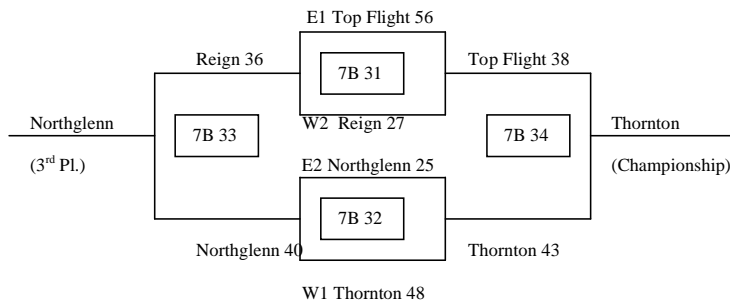 E1 Top Flight 56
Reign 36
Top Flight 38
7B 31
Northglenn
W2 Reign 27
Thornton
7B 33
7B 34
(3rd Pl.)
E2 Northglenn 25
(Championship)
7B 32
Northglenn 40
Thornton 43
W1 Thornton 48